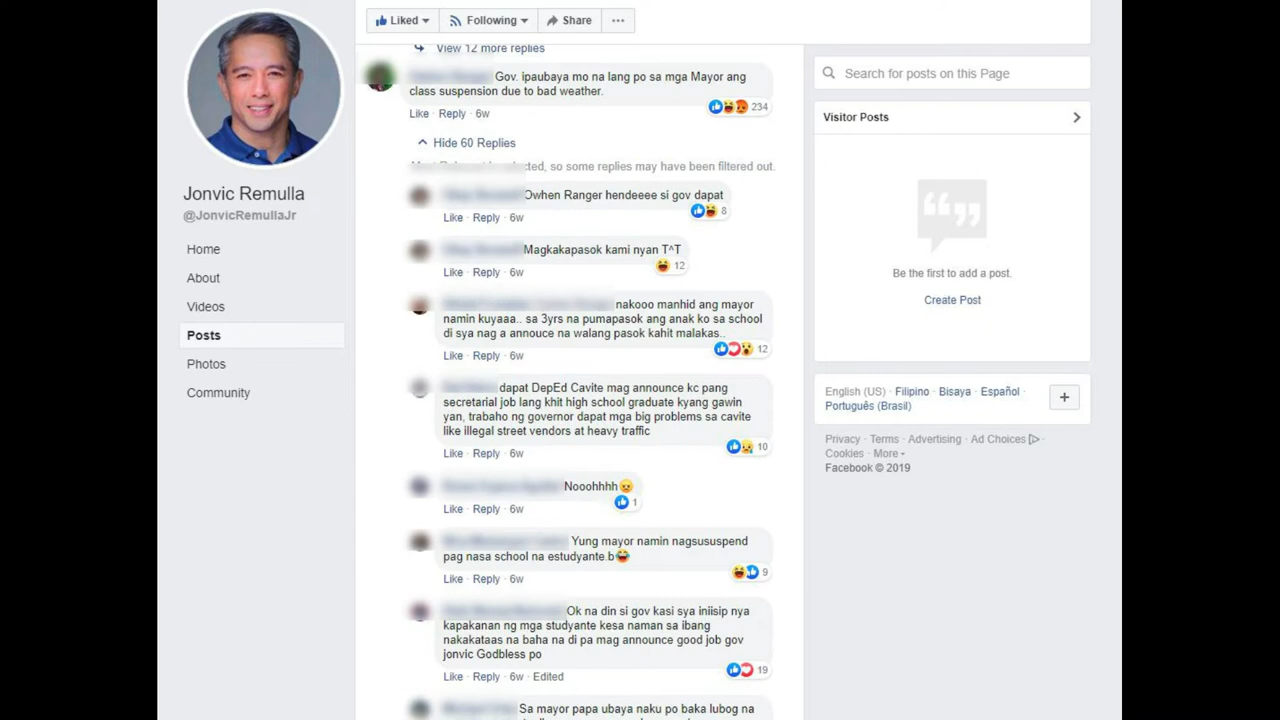 Liked
Following
Share
Jonvic Remulla
@JonvicRemullaJr
Home
About
Videos
Posts
Photos
Community
View 12 more replies
Gov. ipaubaya mo na lang po sa mga Mayor ang
class suspension due to bad weather.
234
Like · Reply · 6w
Hide 60 Replies
so some replies may have been filtered out.
Owhen Ranger hendeeee si gov dapat
8
Like · Reply · 6w
Magkakapasok kami nyan T^T
12
Like · Reply · 6w
nakooo manhid ang mayor
namin kuyaaa.. sa 3yrs na pumapasok ang anak ko sa school
di sya nag a annouce na walang pasok kahit malakas..
12
Like · Reply · 6w
dapat DepEd Cavite mag announce kc pang
secretarial job lang khit high school graduate kyang gawin
yan, trabaho ng governor dapat mga big problems sa cavite
like illegal street vendors at heavy traffic
10
Like · Reply · 6w
Nooohhhh😠
1
Like · Reply · 6w
Yung mayor namin nagsususpend
pag nasa school na estudyante.b😂
9
Like · Reply · 6w
Ok na din si gov kasi sya iniisip nya
kapakanan ng mga studyante kesa naman sa ibang
nakakataas na baha na di pa mag announce good job gov
jonvic Godbless po
19
Like · Reply · 6w · Edited
Sa mayor papa ubaya naku po baka lubog na
Search for posts on this Page
Visitor Posts
Be the first to add a post.
Create Post
English (US) · Filipino · Bisaya · Español ·
Português (Brasil)
Privacy · Terms · Advertising · Ad Choices ·
Cookies · More
Facebook © 2019